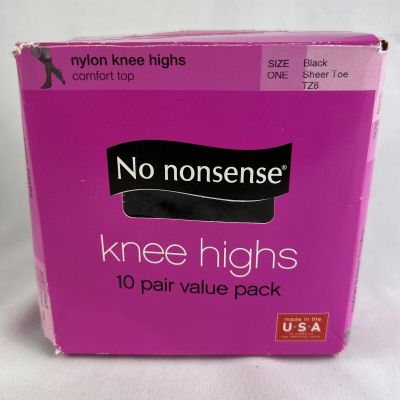 nylon knee highs
comfort top
SIZE Black
ONE Sheer Toe
TZ8
No nonsense®
knee highs
10 pair value pack
made in the
U·S·A